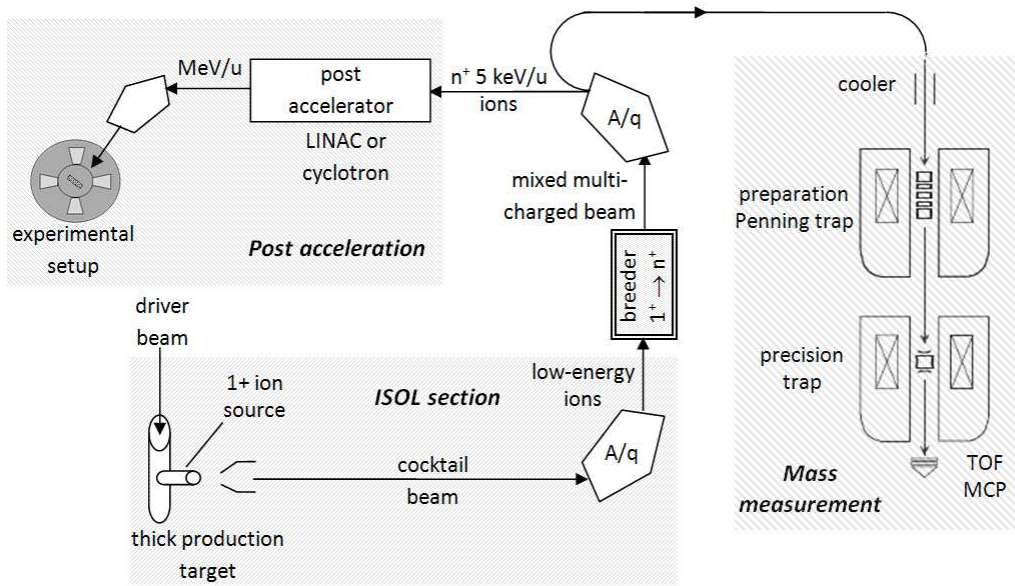 MeV/u
post
accelerator
LINAC or
cyclotron
n⁺ 5 keV/u
ions
A/q
mixed multi-
charged beam
experimental
setup
Post acceleration
breeder
1⁺ → n⁺
driver
beam
1+ ion
source
ISOL section
low-energy
ions
A/q
cocktail
beam
thick production
target
cooler
preparation
Penning trap
precision
trap
TOF
MCP
Mass
measurement